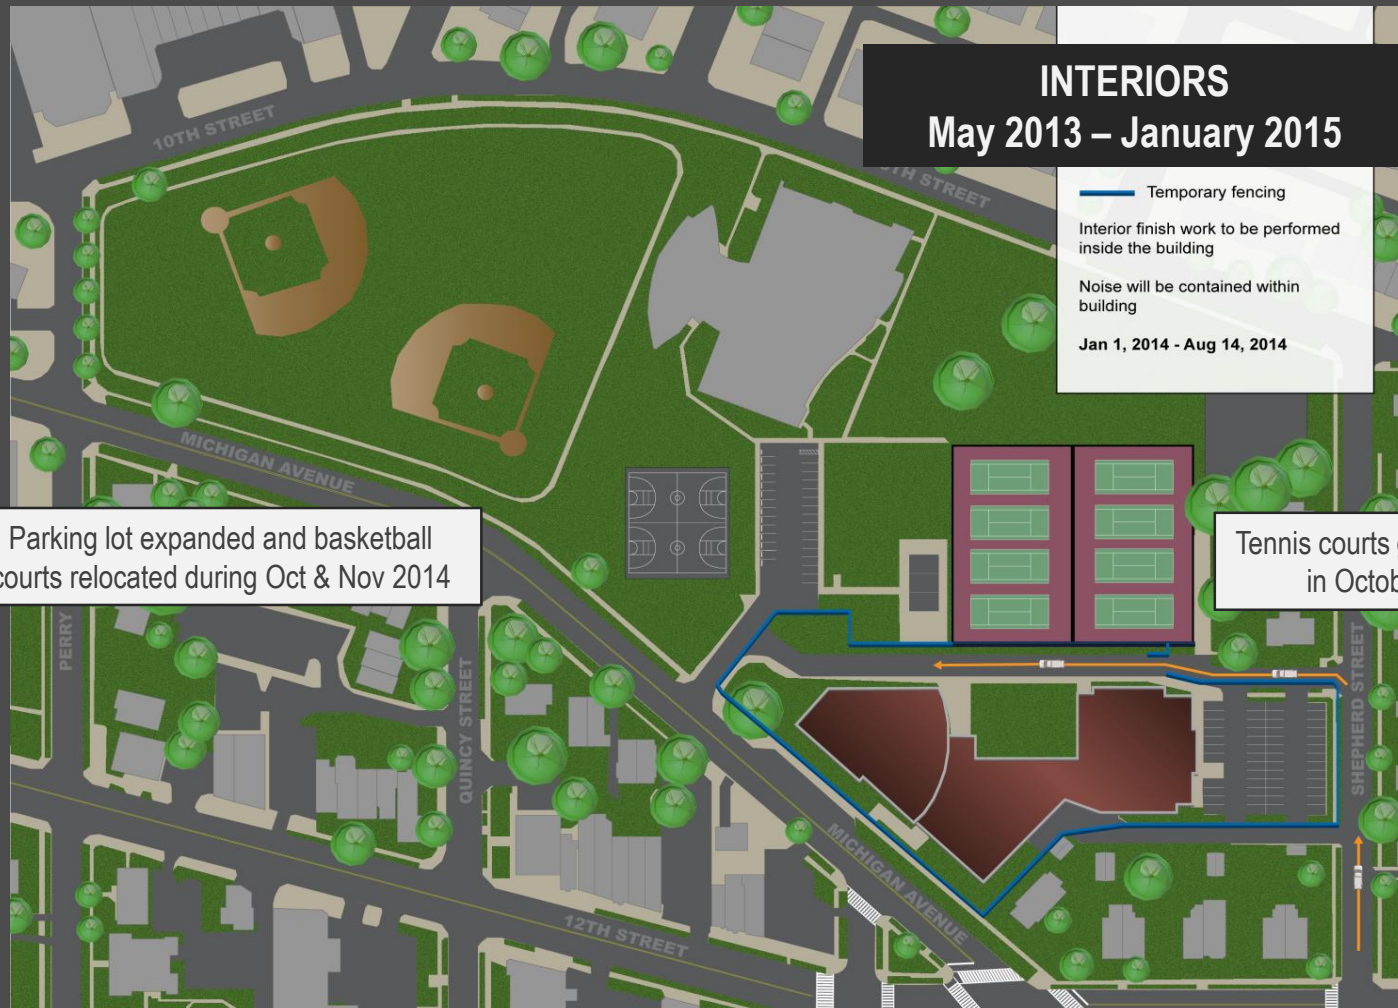 INTERIORS
May 2013 – January 2015
10TH STREET
STREET
Temporary fencing
Interior finish work to be performed
inside the building
Noise will be contained within
building
Jan 1, 2014 - Aug 14, 2014
MICHIGAN AVENUE
Parking lot expanded and basketball
courts relocated during Oct & Nov 2014
Tennis courts
in
PERRY
QUINCY STREET
SHEPHERD STREET
MICHIGAN AVENUE
12TH STREET